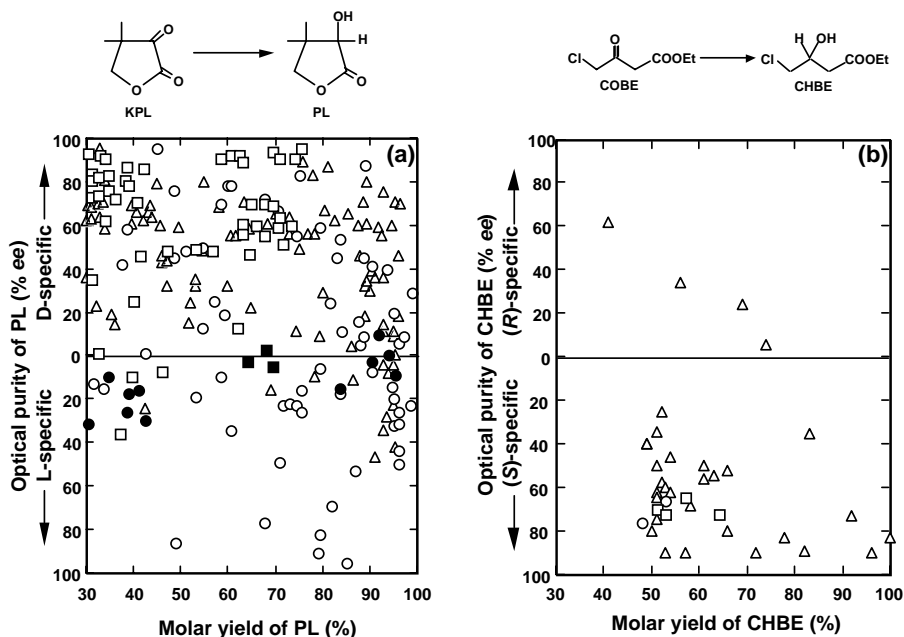 O
O
O
KPL
OH
H
O
O
PL
O
Cl
COOEt
COBE
H OH
Cl
COOEt
CHBE
(a)
Optical purity of PL (% ee)
L-specific D-specific
100
80
60
40
20
0
20
40
60
80
100
30 40 50 60 70 80 90 100
Molar yield of PL (%)
(b)
Optical purity of CHBE (% ee)
(S)-specific (R)-specific
100
80
60
40
20
0
20
40
60
80
100
30 40 50 60 70 80 90 100
Molar yield of CHBE (%)